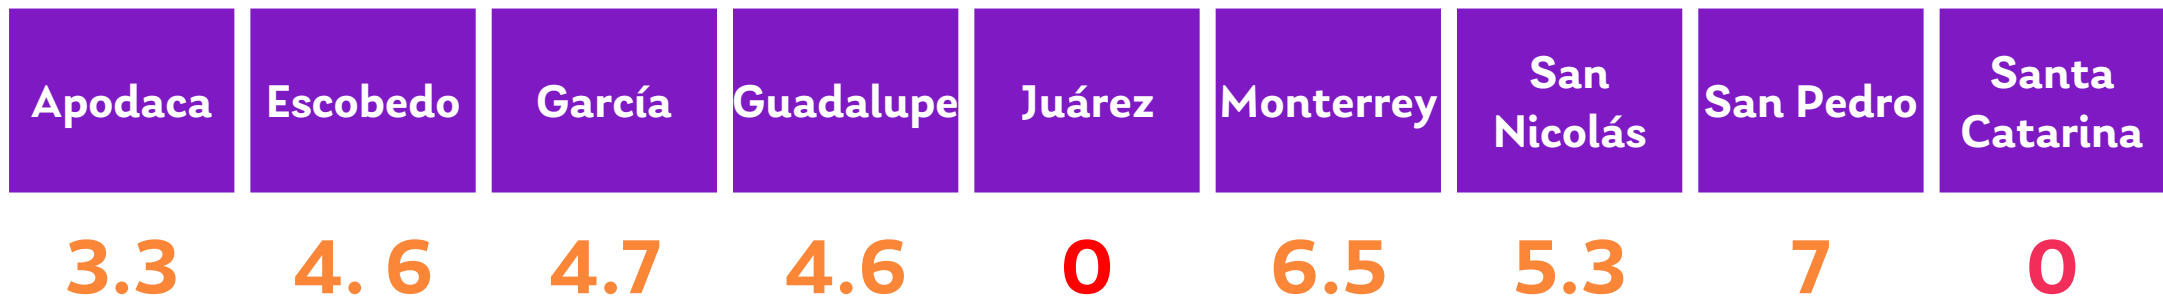 Apodaca
Escobedo
García
Guadalupe
Juárez
Monterrey
San
Nicolás
San Pedro
Santa
Catarina
3.3
4. 6
4.7
4.6
0
6.5
5.3
7
0